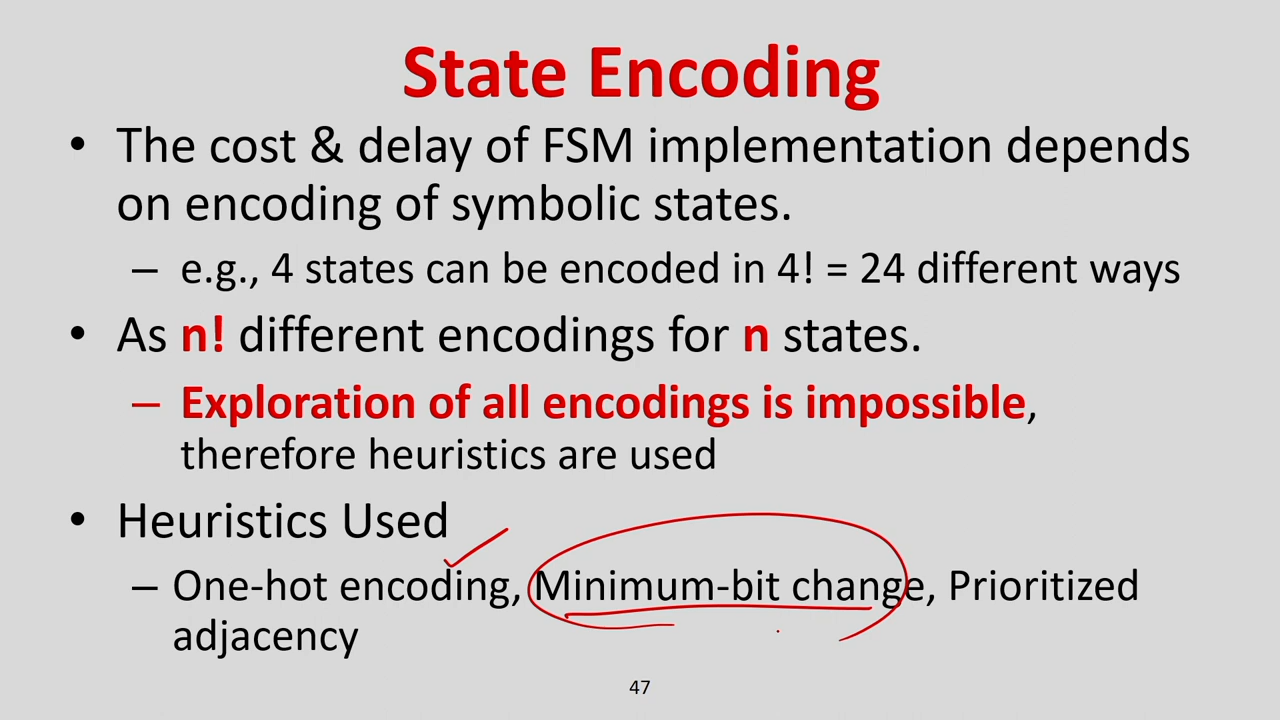 State Encoding
• The cost & delay of FSM implementation depends
on encoding of symbolic states.
– e.g., 4 states can be encoded in 4! = 24 different ways
• As n! different encodings for n states.
– Exploration of all encodings is impossible,
therefore heuristics are used
• Heuristics Used
– One-hot encoding, Minimum-bit change, Prioritized
adjacency
47